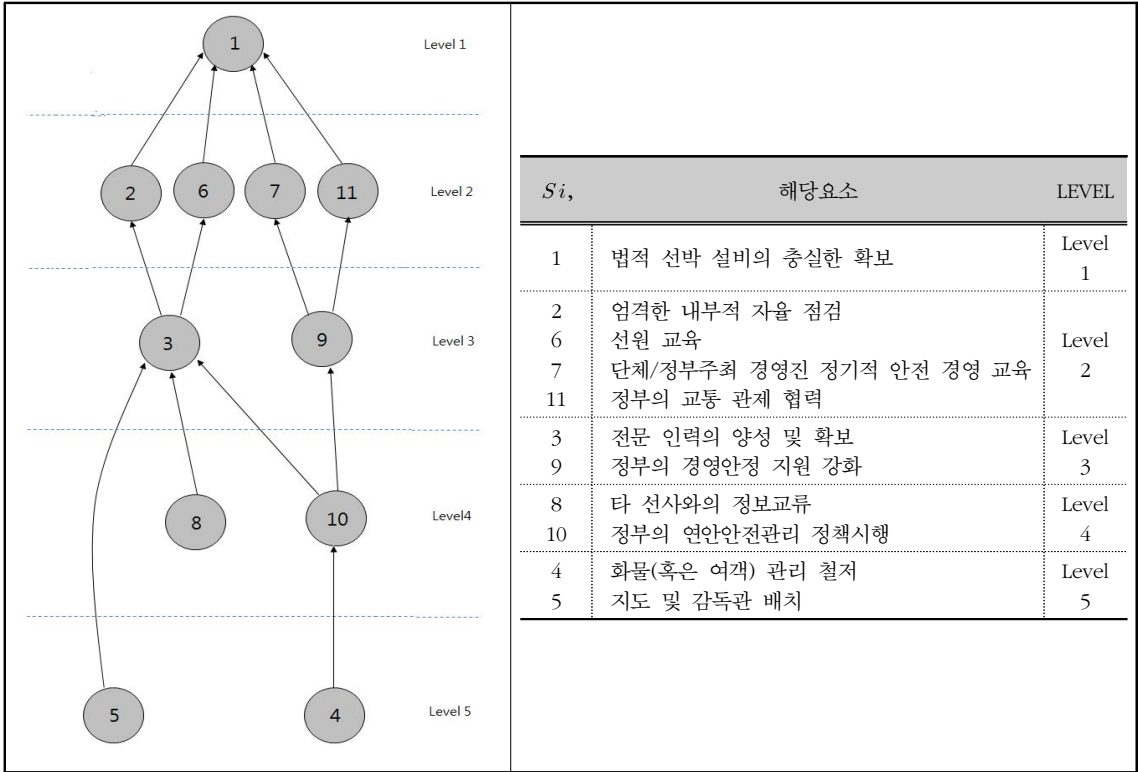 1
Level 1
2
6
7
11
Level 2
3
9
Level 3
8
10
Level4
5
4
Level 5
Si, 해당요소 LEVEL
1 법적 선박 설비의 충실한 확보 Level 1
2 엄격한 내부적 자율 점검
6 선원 교육
7 단체/정부주최 경영진 정기적 안전 경영 교육
11 정부의 교통 관제 협력
Level 2
3 전문 인력의 양성 및 확보
9 정부의 경영안정 지원 강화
Level 3
8 타 선사와의 정보교류
10 정부의 연안안전관리 정책시행
Level 4
4 화물(혹은 여객) 관리 철저
5 지도 및 감독관 배치
Level 5